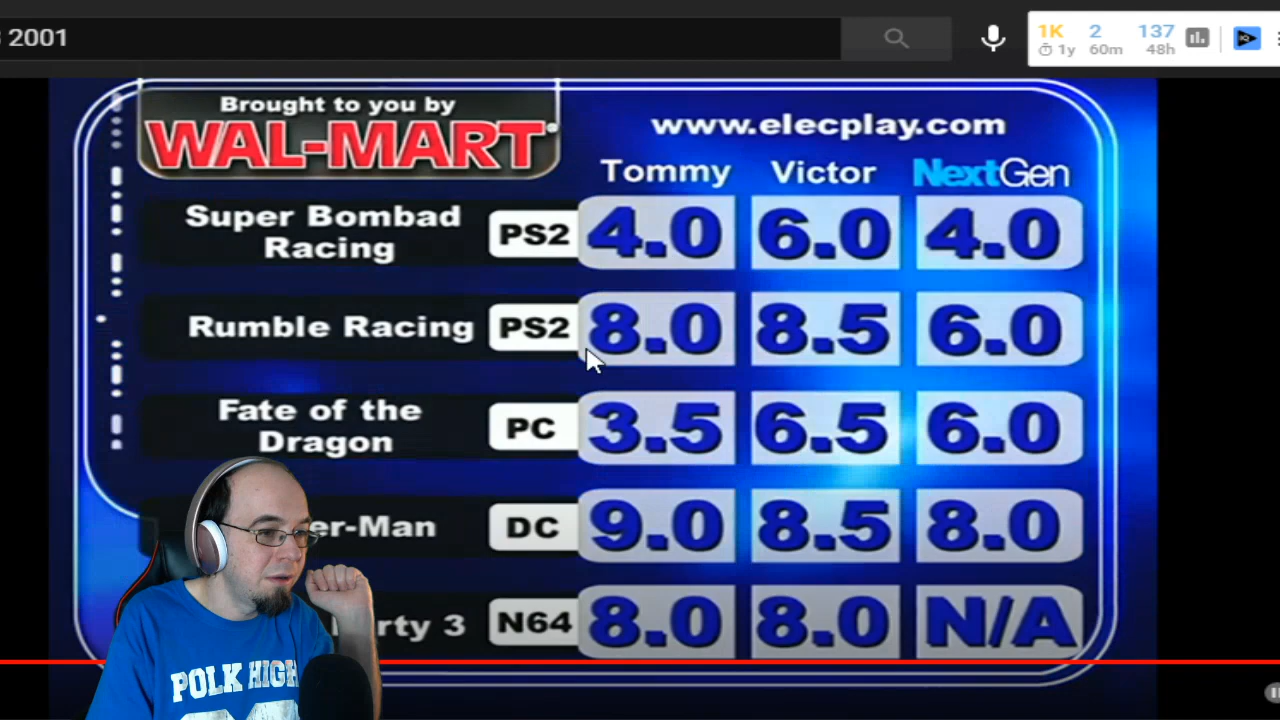 2001
1K 2 137
1y 60m 48h
Brought to you by
WAL-MART
www.elecplay.com
Tommy Victor NextGen
Super Bombad
Racing PS2 4.0 6.0 4.0
Rumble Racing PS2 8.0 8.5 6.0
Fate of the
Dragon PC 3.5 6.5 6.0
er-Man DC 9.0 8.5 8.0
rty 3 N64 8.0 8.0 N/A
POLK HIGH